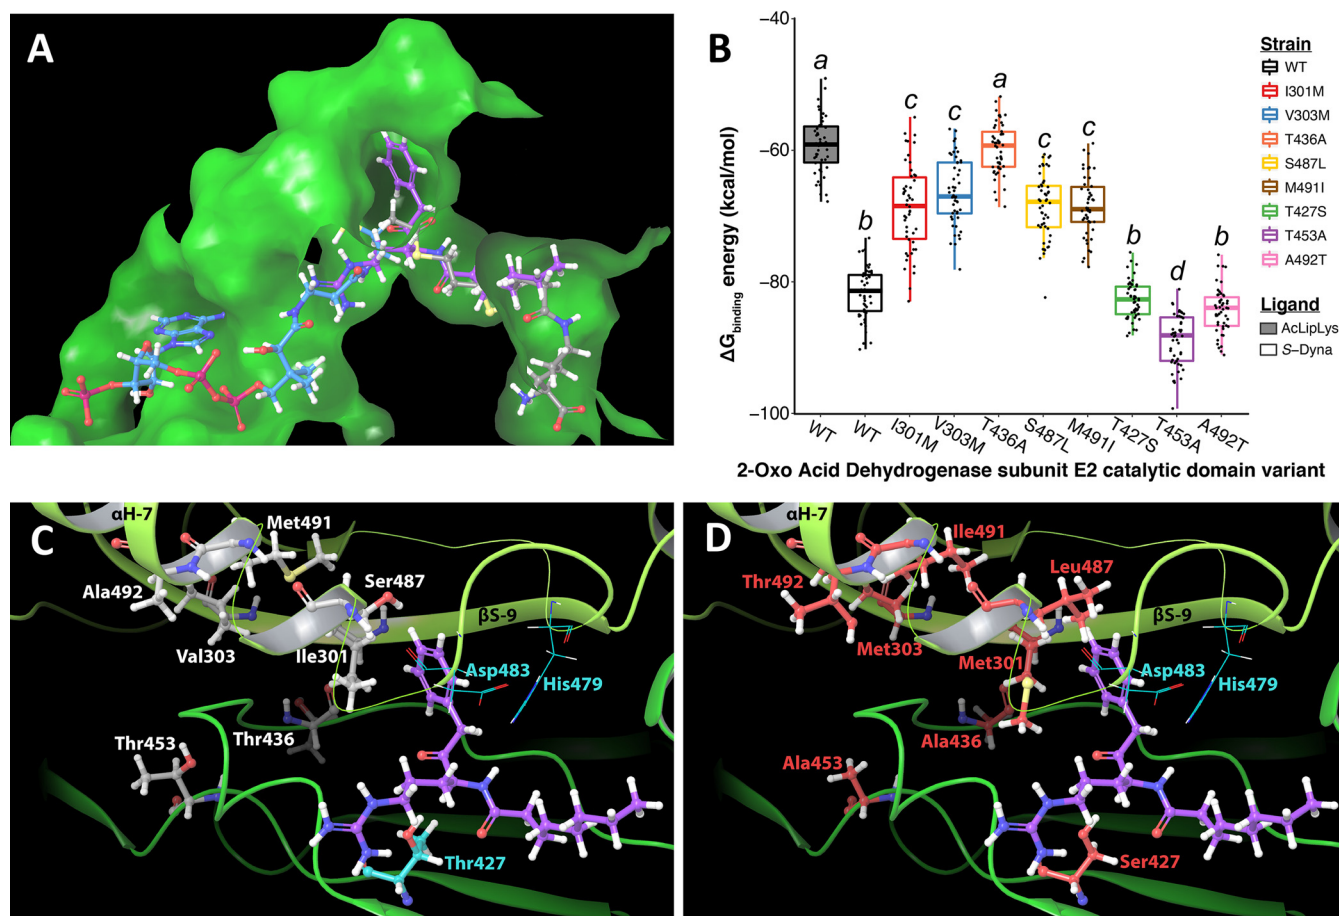 A
B
−40
−60
−80
−100
ΔGbinding energy (kcal/mol)
a
b
c
c
a
c
c
b
d
b
WT
WT
I301M
V303M
T436A
S487L
M491I
T427S
T453A
A492T
2-Oxo Acid Dehydrogenase subunit E2 catalytic domain variant
Strain
WT
I301M
V303M
T436A
S487L
M491I
T427S
T453A
A492T
Ligand
AcLipLys
S−Dyna
C
αH-7
Met491
Ala492
Ser487
βS-9
Val303
Ile301
Asp483
His479
Thr436
Thr453
Thr427
D
αH-7
Ile491
Thr492
Leu487
βS-9
Met303
Met301
Asp483
His479
Ala436
Ala453
Ser427